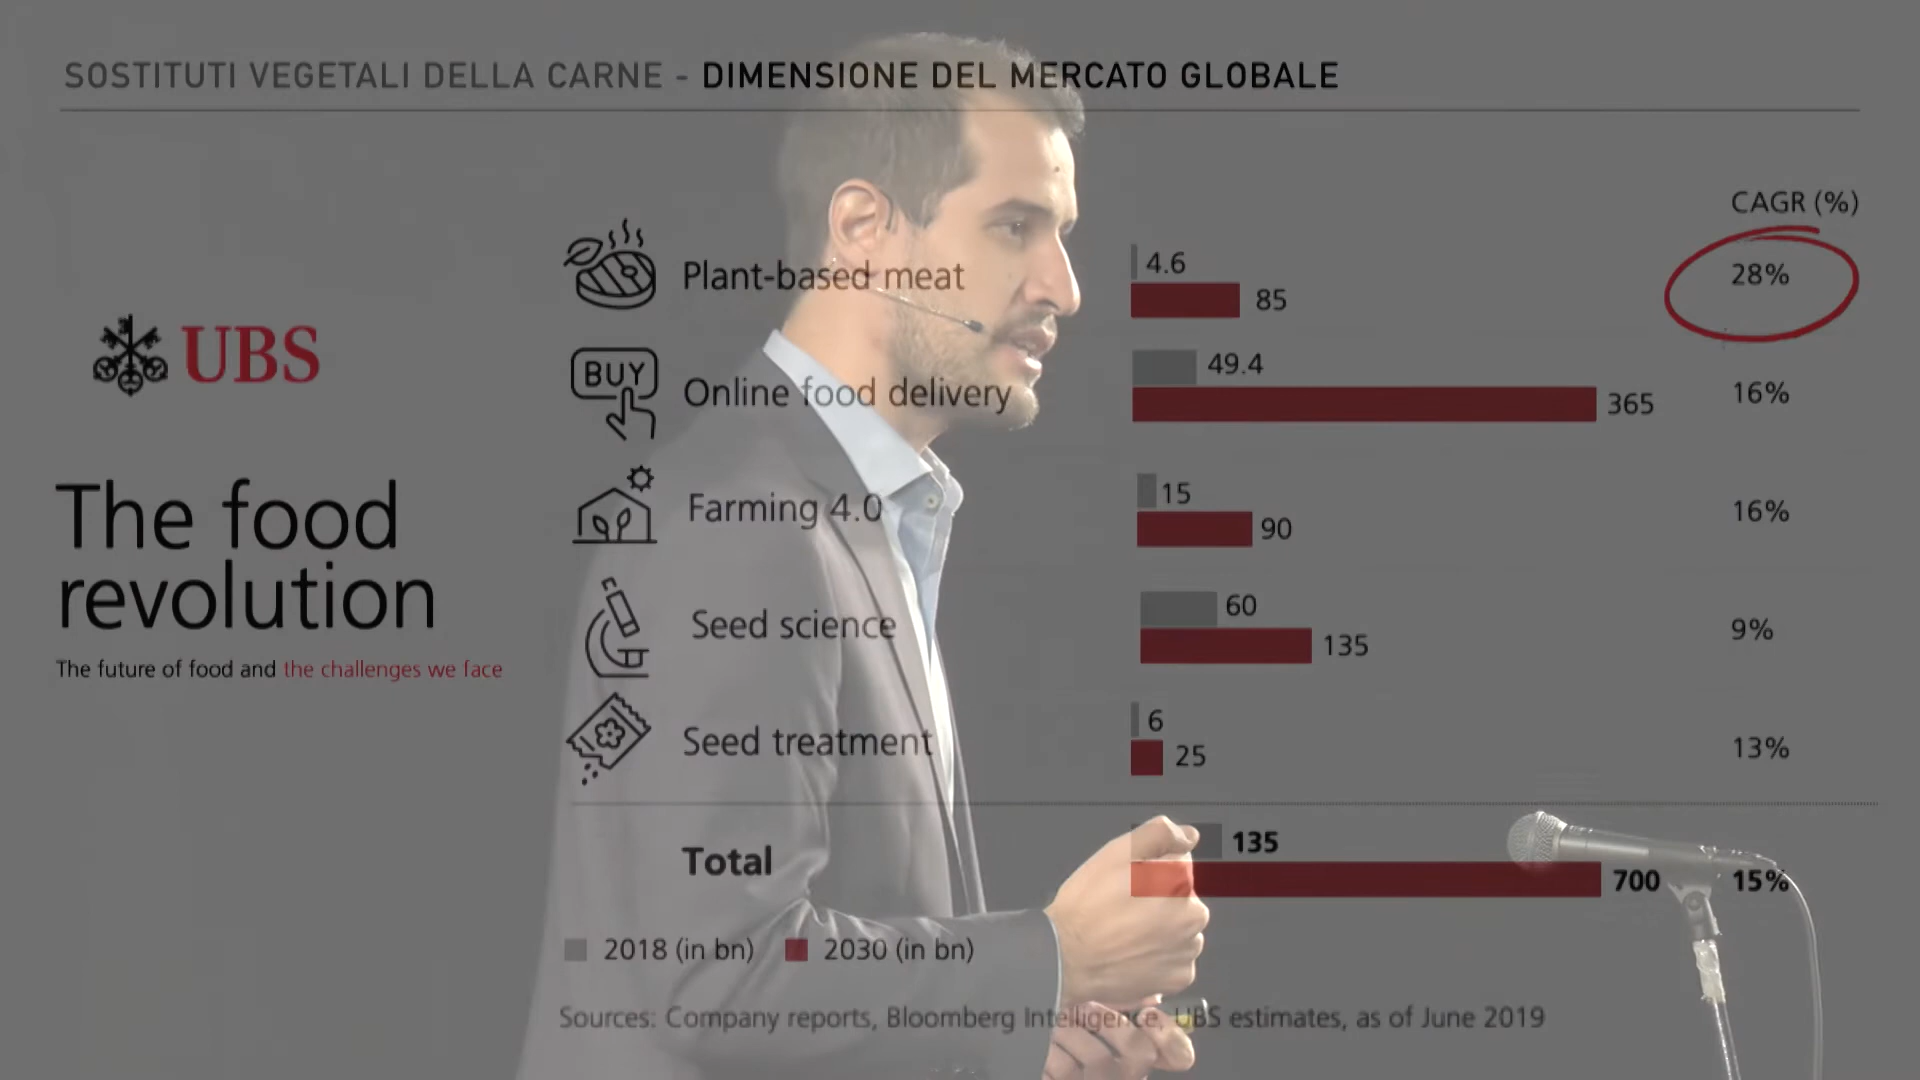 SOSTITUTI VEGETALI DELLA CARNE - DIMENSIONE DEL MERCATO GLOBALE
CAGR (%)
Plant-based meat
4.6
85
28%
UBS
BUY
Online food delivery
49.4
365
16%
The food
revolution
The future of food and the challenges we face
Farming 4.0
15
90
16%
Seed science
60
135
9%
Seed treatment
6
25
13%
Total
135
700
15%
2018 (in bn)
2030 (in bn)
Sources: Company reports, Bloomberg Intelligence, UBS estimates, as of June 2019